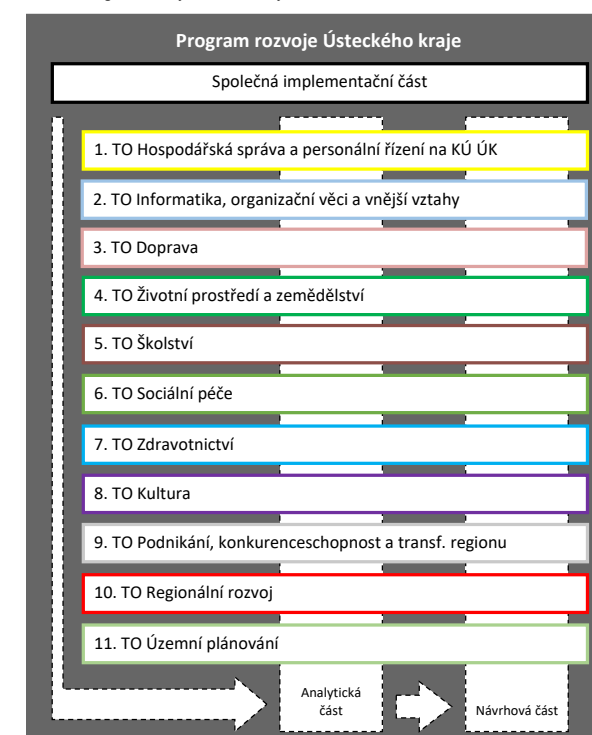 Program rozvoje Ústeckého kraje
Společná implementační část
1. TO Hospodářská správa a personální řízení na KÚ ÚK
2. TO Informatika, organizační věci a vnější vztahy
3. TO Doprava
4. TO Životní prostředí a zemědělství
5. TO Školství
6. TO Sociální péče
7. TO Zdravotnictví
8. TO Kultura
9. TO Podnikání, konkurenceschopnost a transf. regionu
10. TO Regionální rozvoj
11. TO Územní plánování
Analytická
část
Návrhová část